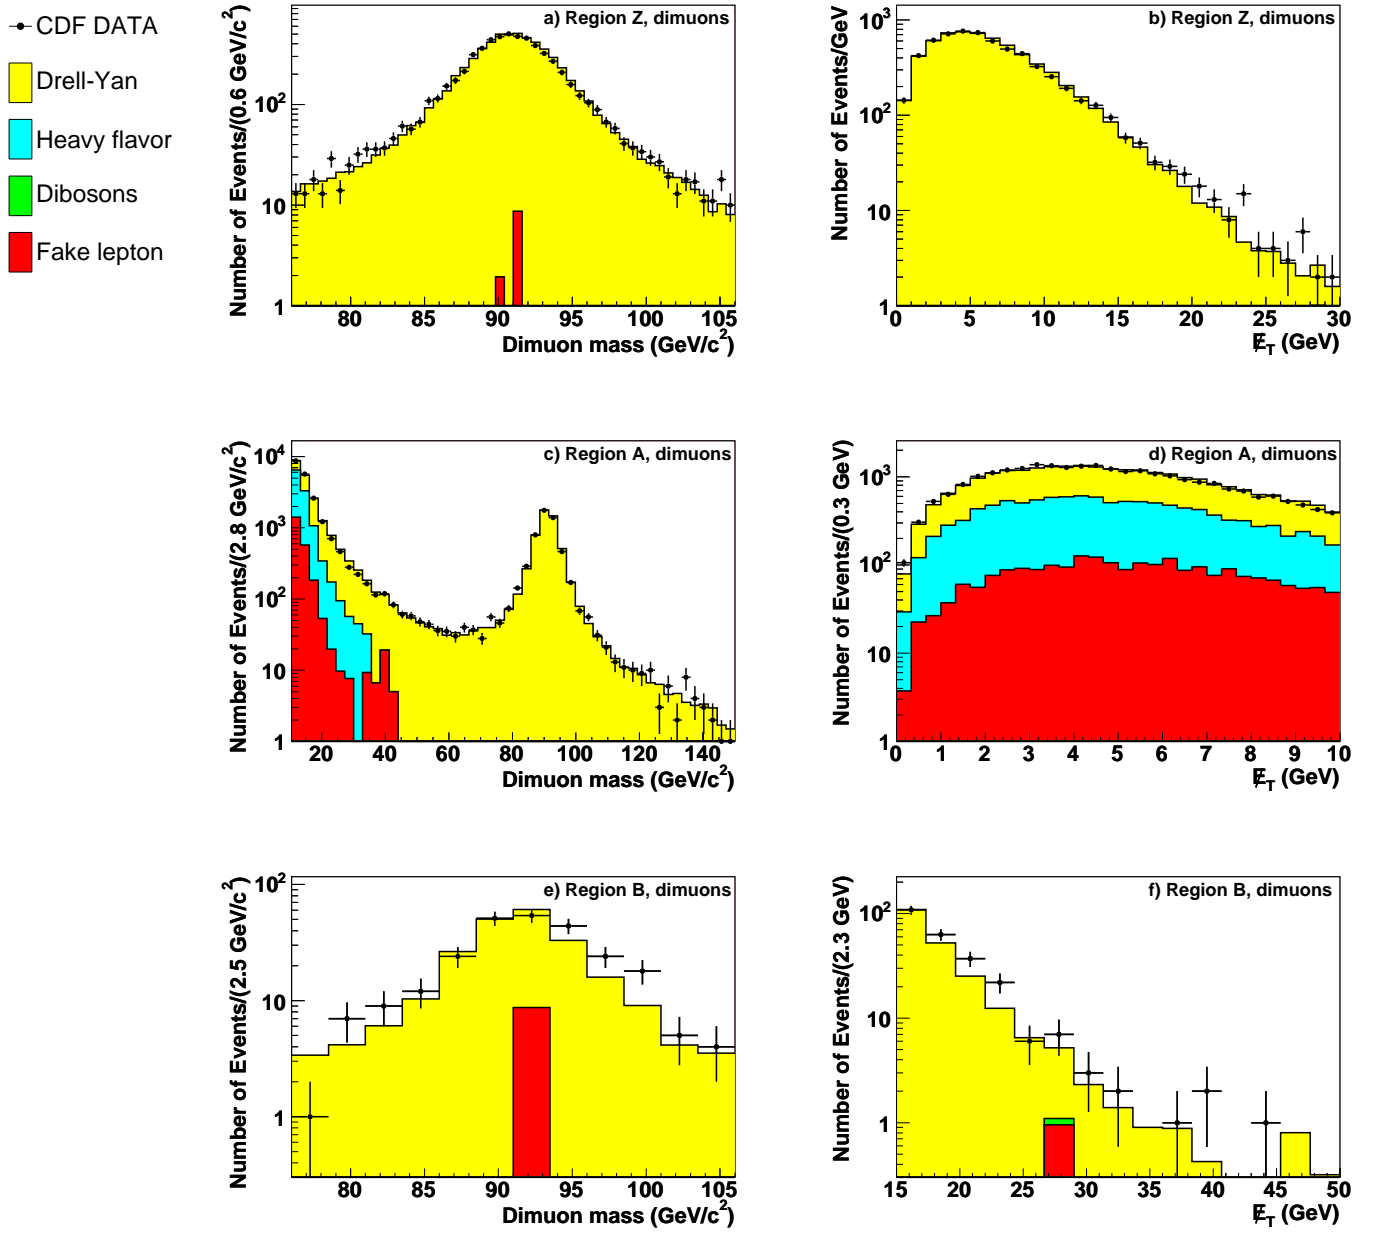 CDF DATA
Drell-Yan
Heavy flavor
Dibosons
Fake lepton
a) Region Z, dimuons
Number of Events/(0.6 GeV/c²)
10²
10
1
80 85 90 95 100 105
Dimuon mass (GeV/c²)
b) Region Z, dimuons
Number of Events/GeV
10³
10²
10
1
0 5 10 15 20 25 30
E̸_T (GeV)
c) Region A, dimuons
Number of Events/(2.8 GeV/c²)
10⁴
10³
10²
10
1
20 40 60 80 100 120 140
Dimuon mass (GeV/c²)
d) Region A, dimuons
Number of Events/(0.3 GeV)
10³
10²
10
1
0 1 2 3 4 5 6 7 8 9 10
E̸_T (GeV)
e) Region B, dimuons
Number of Events/(2.5 GeV/c²)
10²
10
1
80 85 90 95 100 105
Dimuon mass (GeV/c²)
f) Region B, dimuons
Number of Events/(2.3 GeV)
10²
10
1
15 20 25 30 35 40 45 50
E̸_T (GeV)